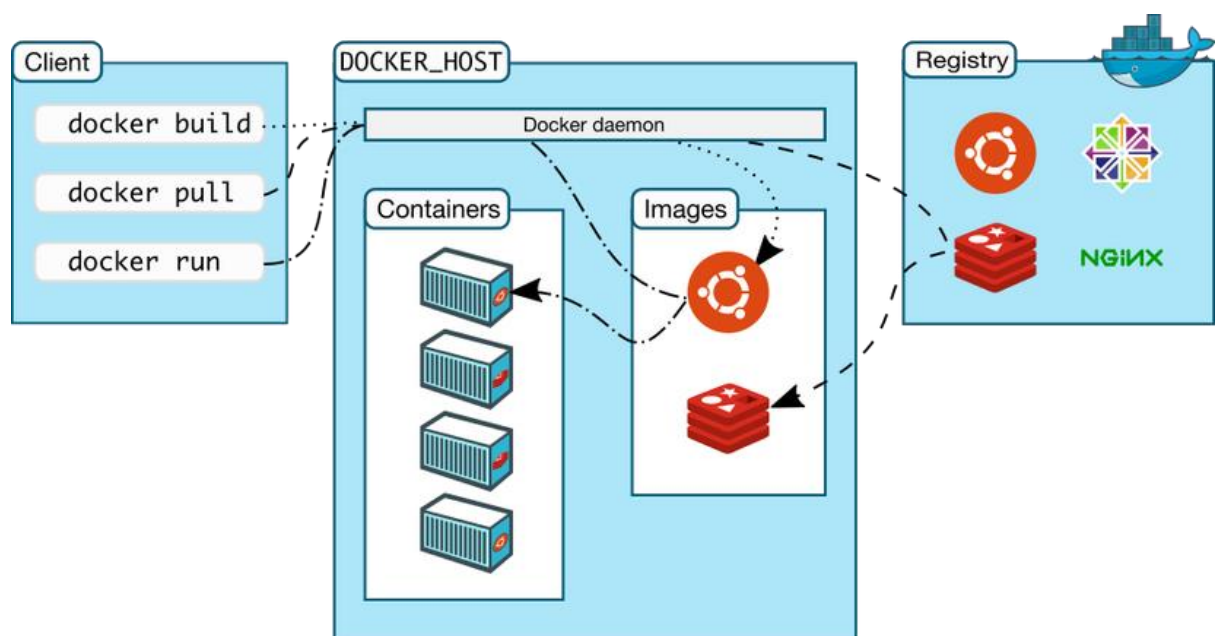 Client
docker build
docker pull
docker run
DOCKER_HOST
Docker daemon
Containers
Images
Registry
NGiNX